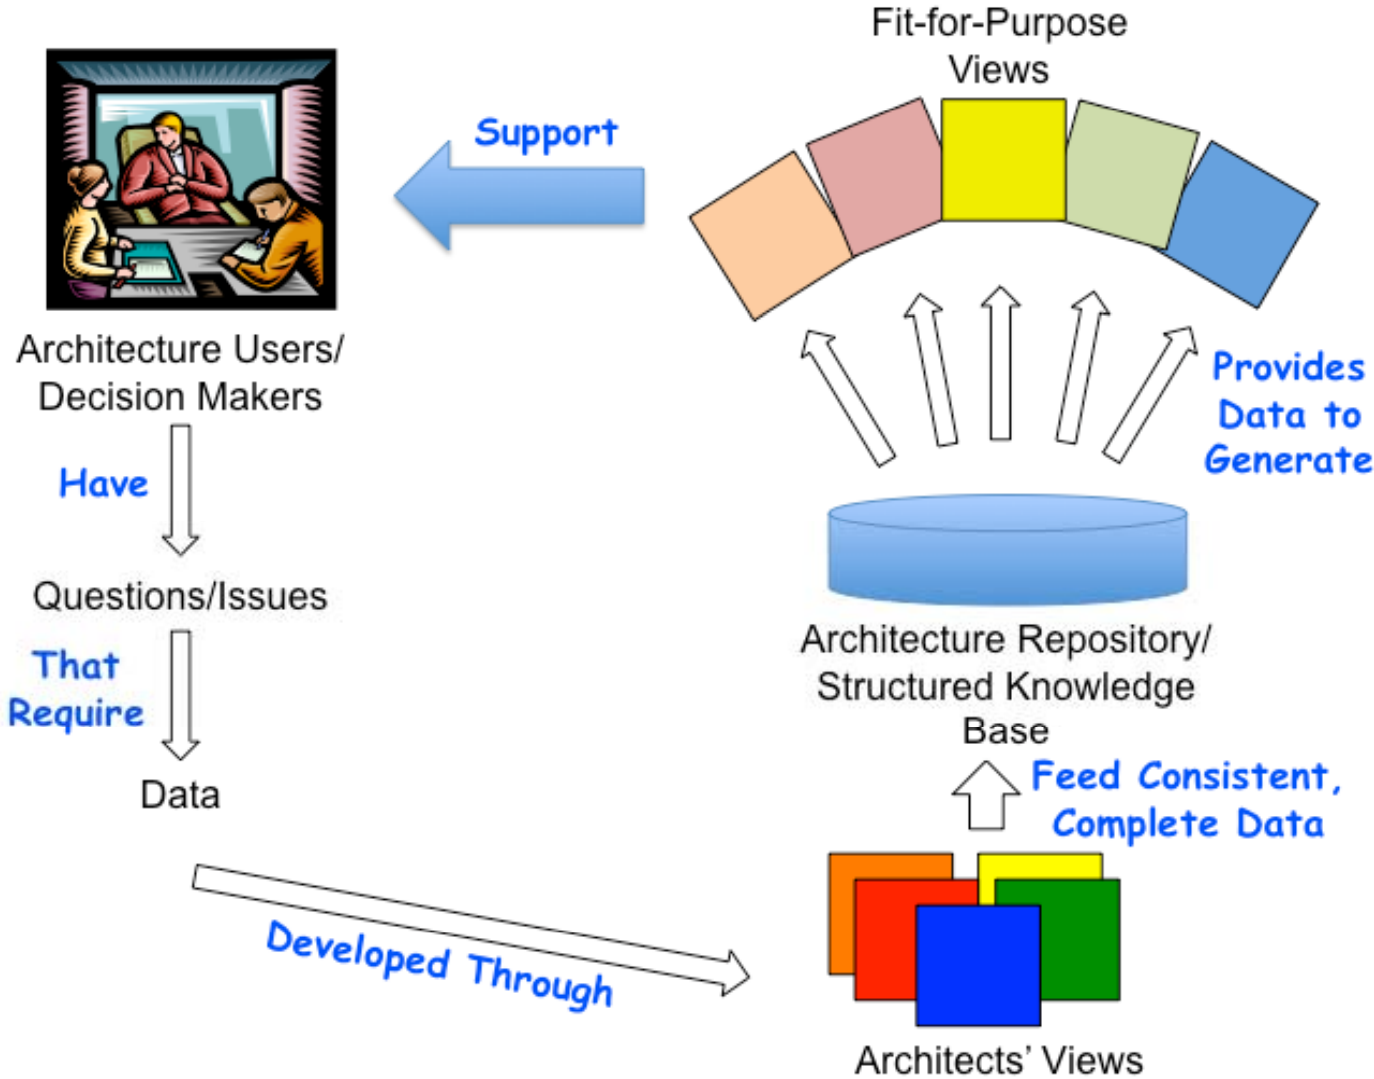 Fit-for-Purpose
Views
Support
Architecture Users/
Decision Makers
Have
Questions/Issues
That
Require
Data
Developed Through
Architects' Views
Feed Consistent,
Complete Data
Architecture Repository/
Structured Knowledge
Base
Provides
Data to
Generate